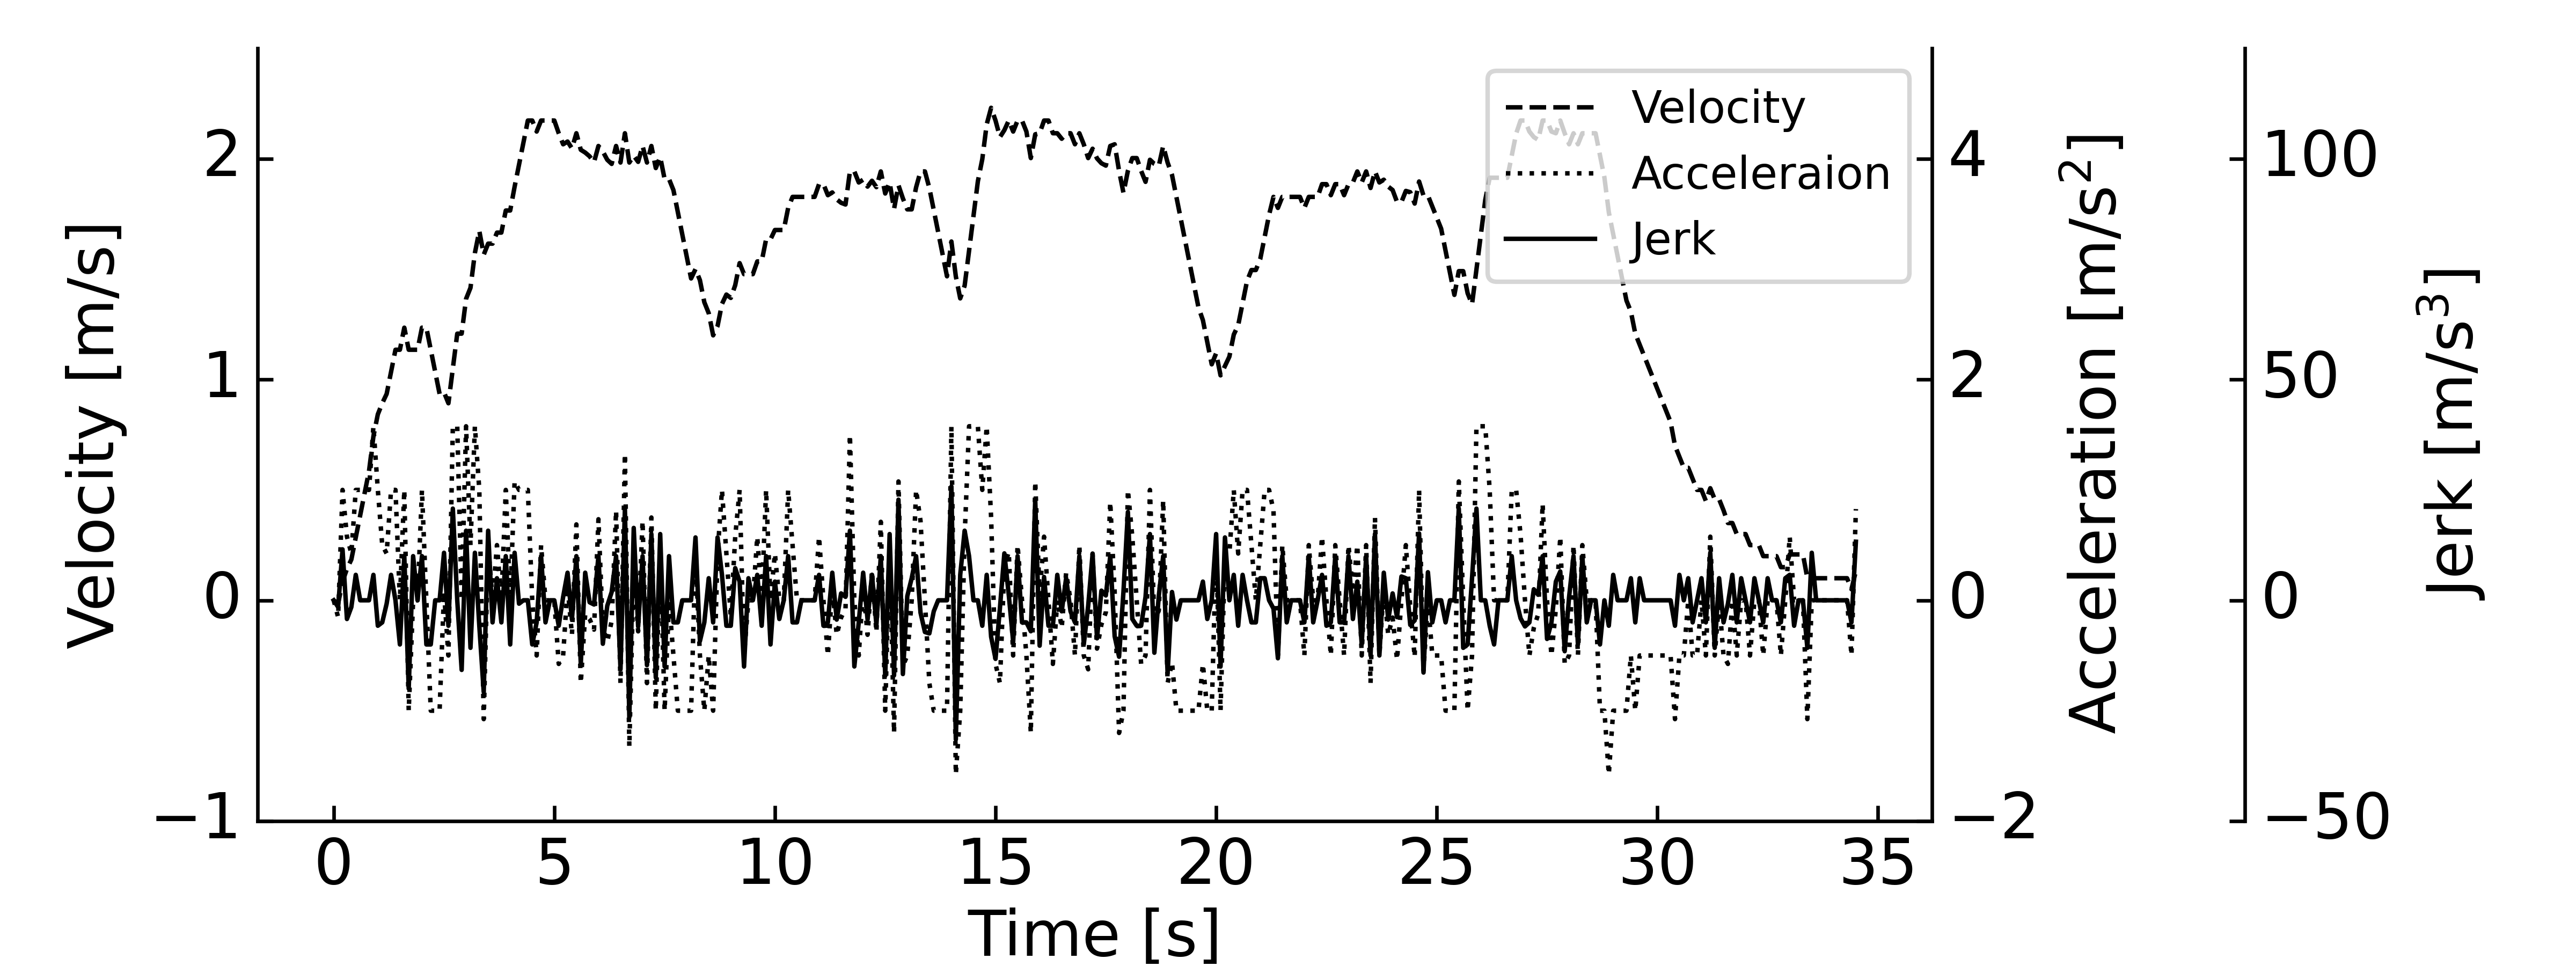 Velocity [m/s]
2
1
0
−1
0 5 10 15 20 25 30 35
Time [s]
Velocity
Acceleraion
Jerk
4
2
0
−2
Acceleration [m/s²]
100
50
0
−50
Jerk [m/s³]